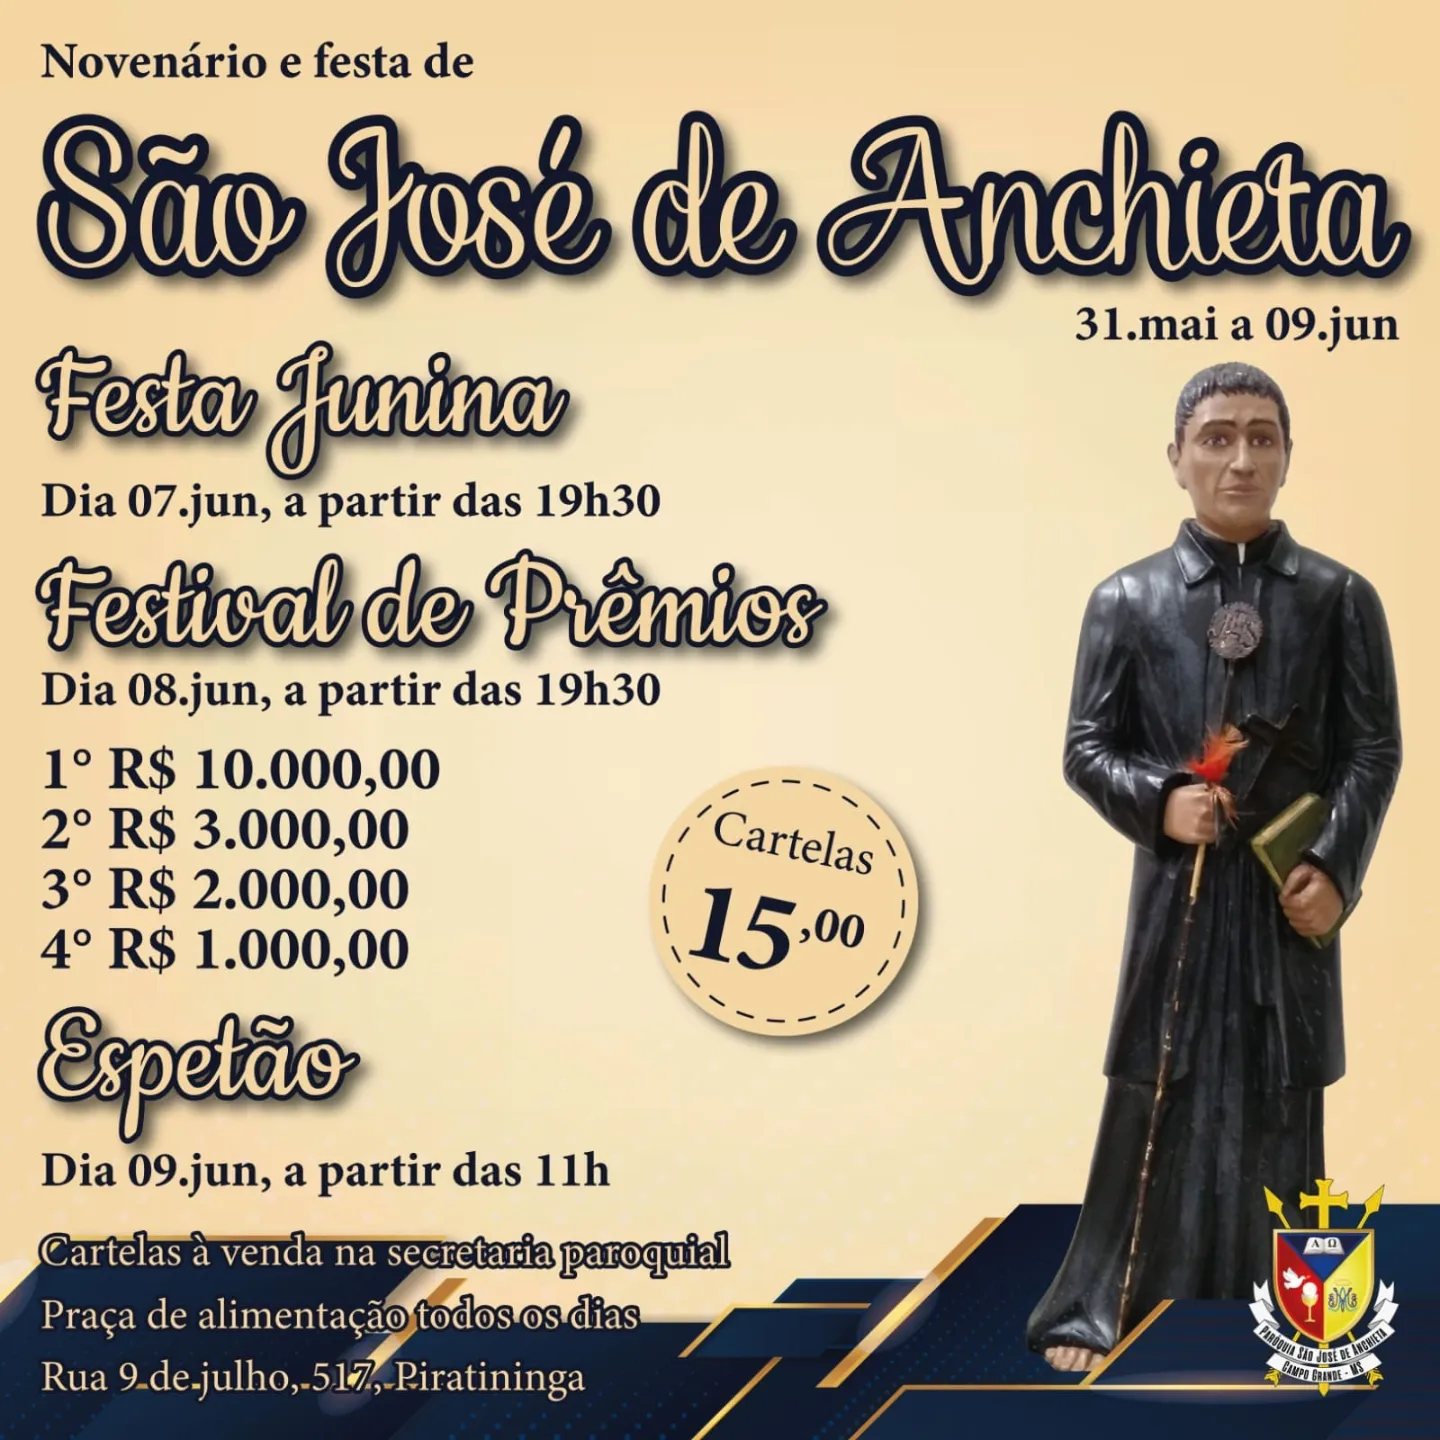 Novenário e festa de
São José de Anchieta
31.mai a 09.jun
Festa Junina
Dia 07.jun, a partir das 19h30
Festival de Prêmios
Dia 08.jun, a partir das 19h30
1° R$ 10.000,00
2° R$ 3.000,00
3° R$ 2.000,00
4° R$ 1.000,00
Cartelas
15,00
Espetão
Dia 09.jun, a partir das 11h
Cartelas à venda na secretaria paroquial
Praça de alimentação todos os dias
Rua 9 de julho, 517, Piratininga
Α Ω
Paróquia São José de Anchieta
Campo Grande - MS